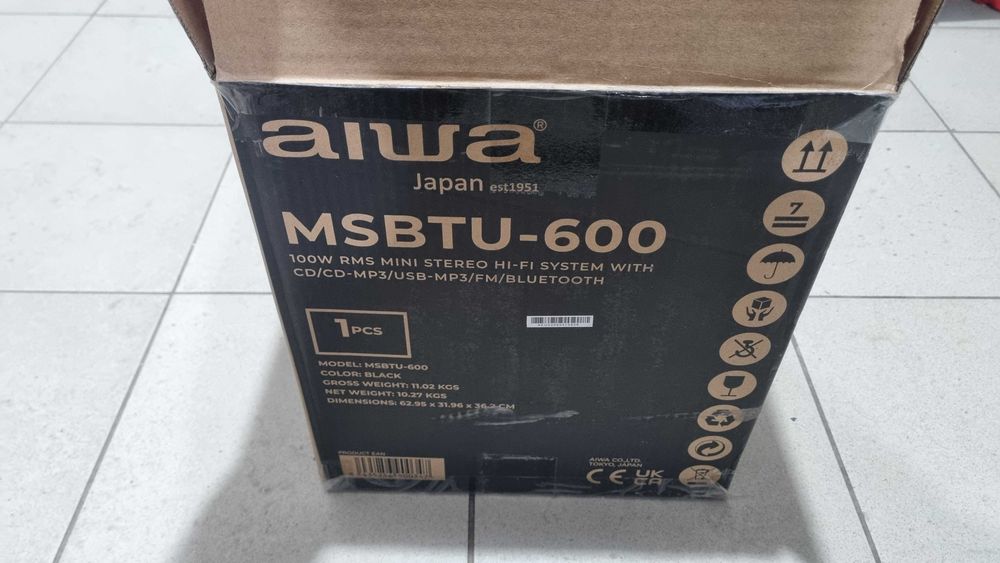 aiwa®
Japan est1951
MSBTU-600
100W RMS MINI STEREO HI-FI SYSTEM WITH
CD/CD-MP3/USB-MP3/FM/BLUETOOTH
1 PCS
MODEL: MSBTU-600
COLOR: BLACK
GROSS WEIGHT: 11.02 KGS
NET WEIGHT: 10.27 KGS
DIMENSIONS: 62.95 x 31.96 x 36.2 CM
PRODUCT EAN
AIWA CO.,LTD.
TOKYO, JAPAN
CE UK
CA
7